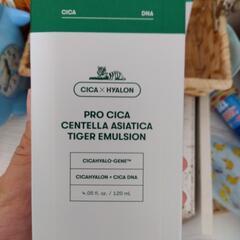 CICA DNA
CICA × HYALON
PRO CICA
CENTELLA ASIATICA
TIGER EMULSION
CICAHYALO-GENE™
CICAHYALON + CICA DNA
4.05 fl. oz. / 120 mL